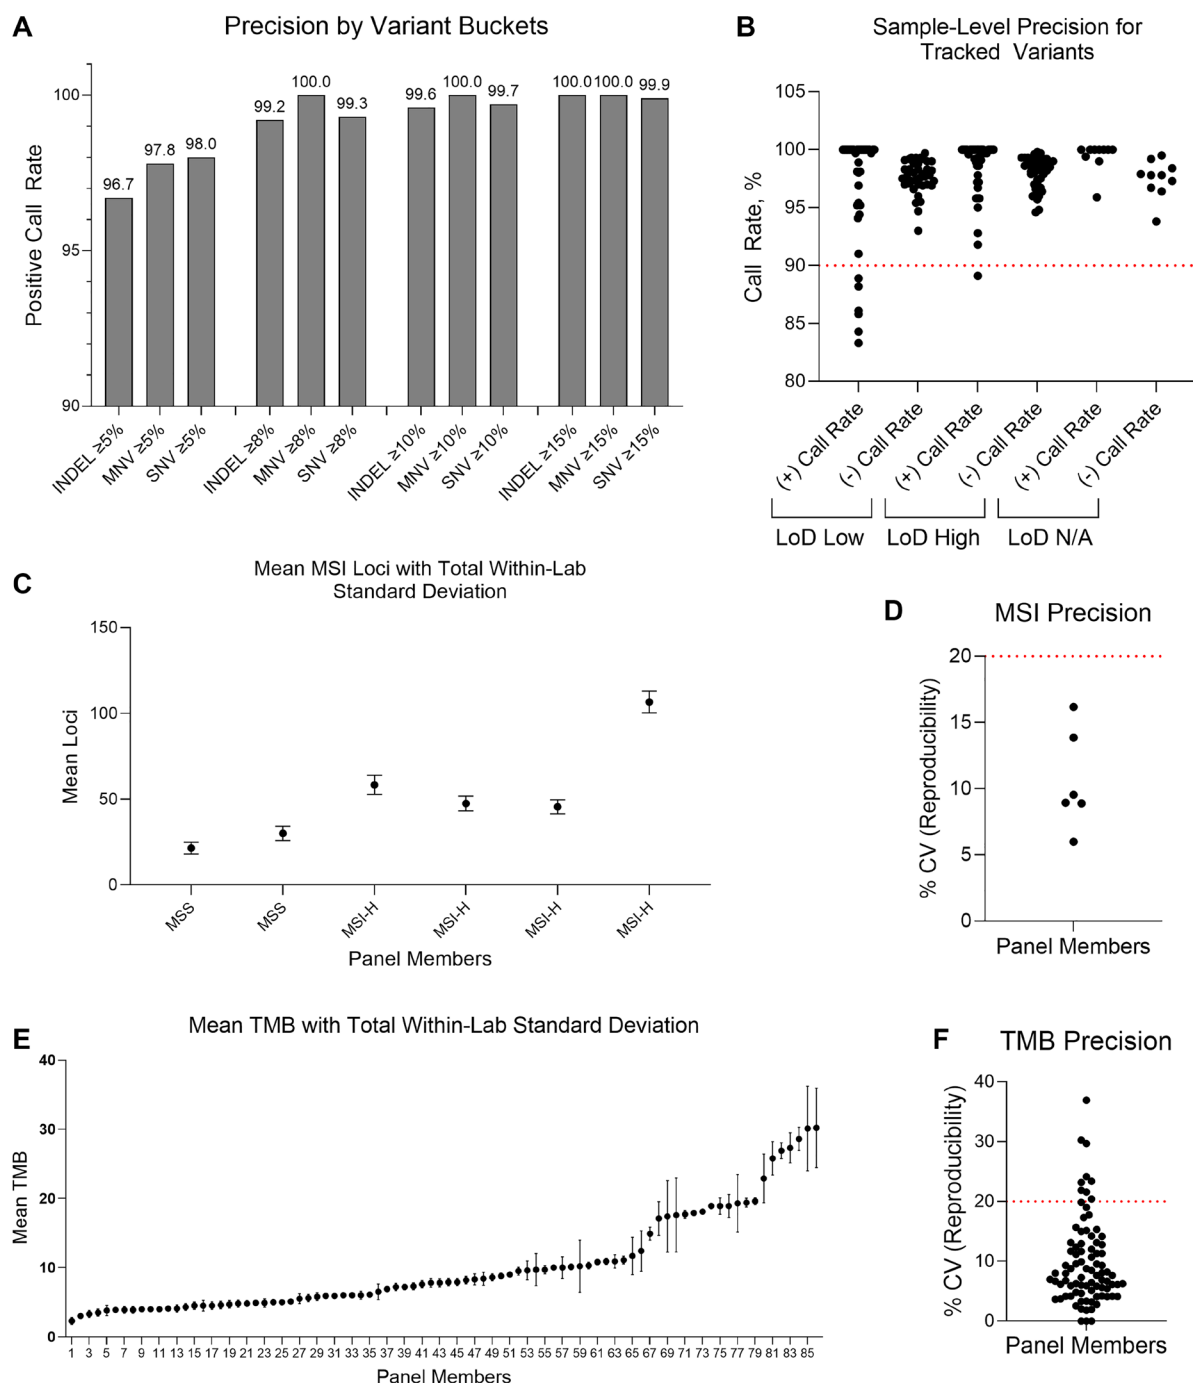 A
Precision by Variant Buckets
Positive Call Rate
100
95
90
96.7
97.8
98.0
99.2
100.0
99.3
99.6
100.0
99.7
100.0
100.0
99.9
INDEL ≥5%
MNV ≥5%
SNV ≥5%
INDEL ≥8%
MNV ≥8%
SNV ≥8%
INDEL ≥10%
MNV ≥10%
SNV ≥10%
INDEL ≥15%
MNV ≥15%
SNV ≥15%
B
Sample-Level Precision for
Tracked Variants
Call Rate, %
105
100
95
90
85
80
(+) Call Rate
(-) Call Rate
(+) Call Rate
(-) Call Rate
(+) Call Rate
(-) Call Rate
LoD Low
LoD High
LoD N/A
C
Mean MSI Loci with Total Within-Lab
Standard Deviation
Mean Loci
150
100
50
0
MSS
MSS
MSI-H
MSI-H
MSI-H
MSI-H
Panel Members
D
MSI Precision
% CV (Reproducibility)
20
15
10
5
0
Panel Members
E
Mean TMB with Total Within-Lab Standard Deviation
Mean TMB
40
30
20
10
0
1 3 5 7 9 11 13 15 17 19 21 23 25 27 29 31 33 35 37 39 41 43 45 47 49 51 53 55 57 59 61 63 65 67 69 71 73 75 77 79 81 83 85
Panel Members
F
TMB Precision
% CV (Reproducibility)
40
30
20
10
0
Panel Members